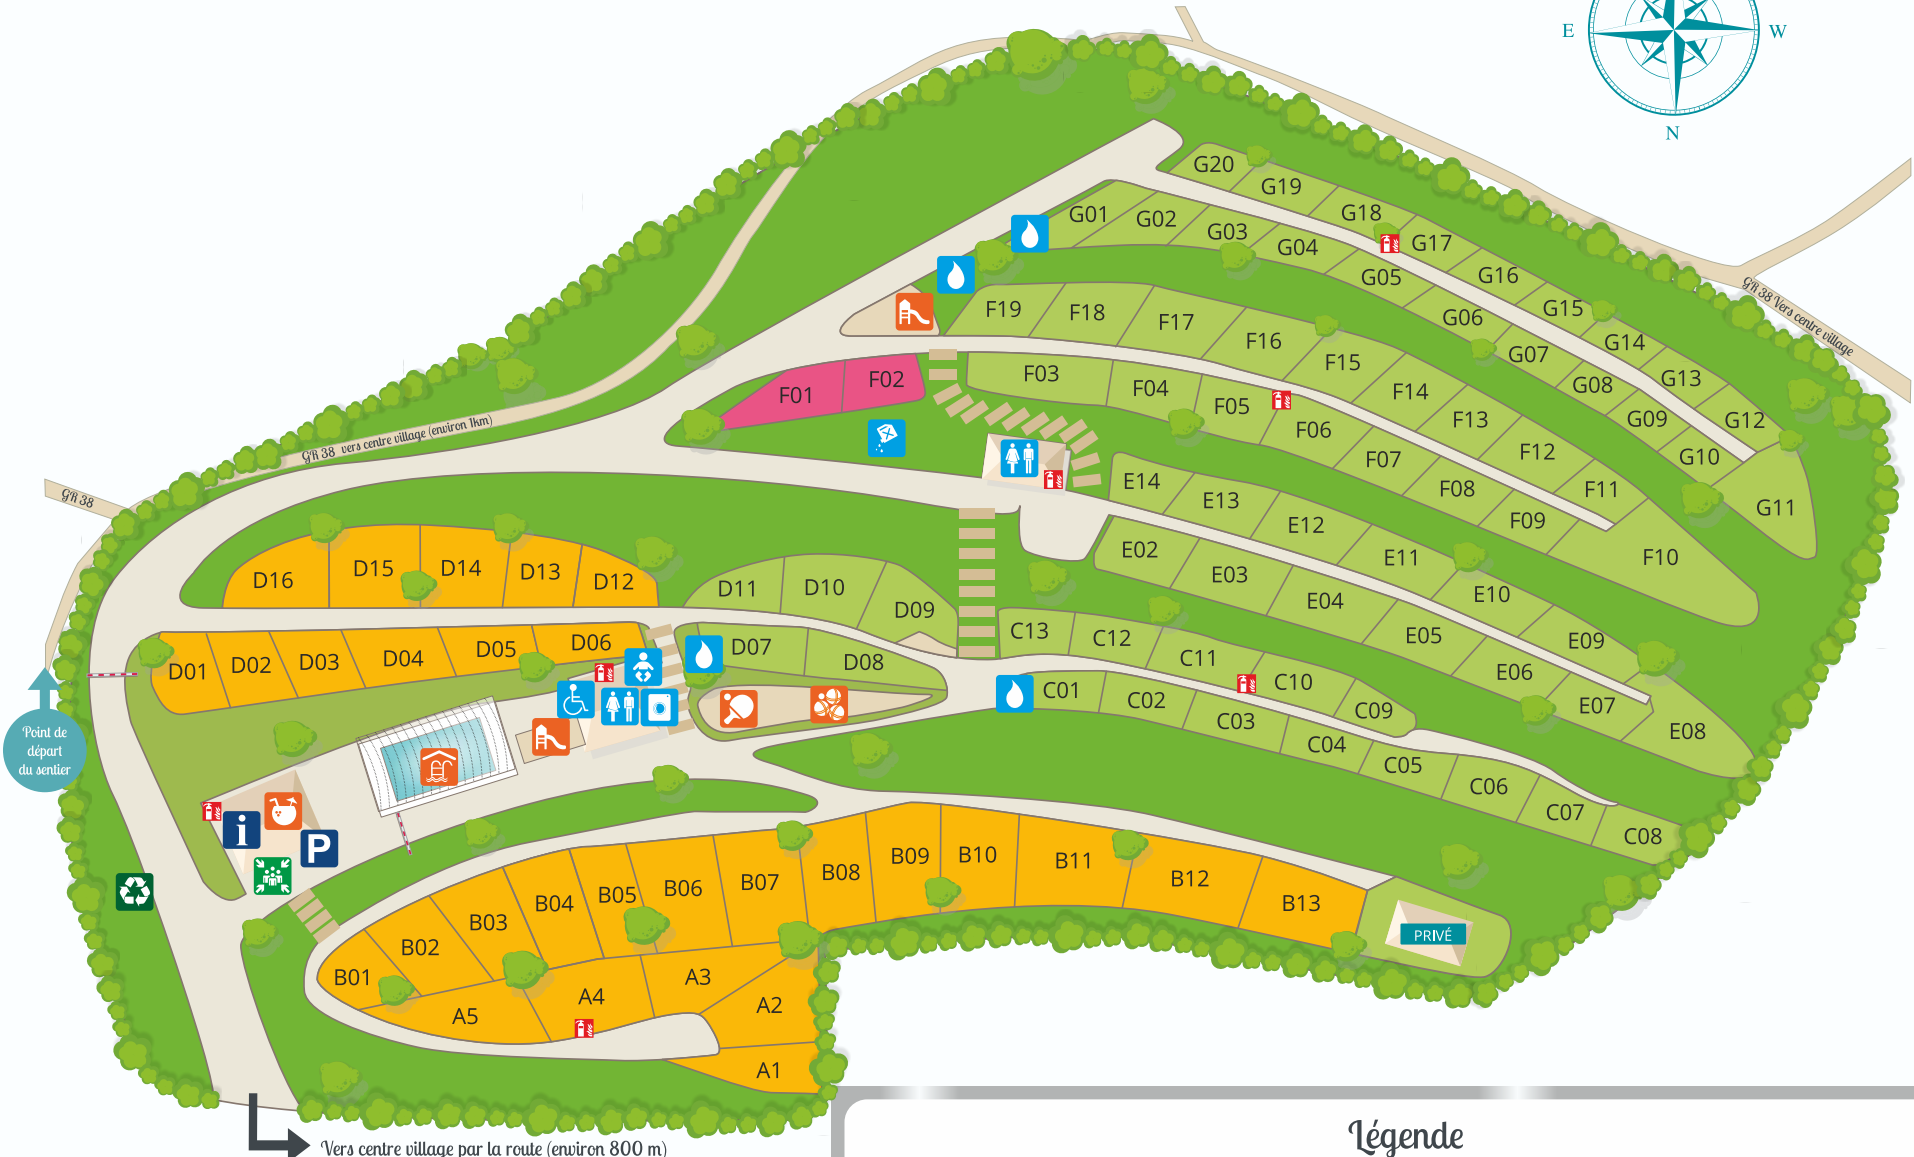 E
W
N
G20
G19
G18
G17
G16
G15
G14
G13
G12
G11
G01
G02
G03
G04
G05
G06
G07
G08
G09
G10
GR 38 Vers centre village
F19
F18
F17
F16
F15
F14
F13
F12
F11
F10
F01
F02
F03
F04
F05
F06
F07
F08
F09
GR 38 vers centre village (environ 1km)
GR 38
E14
E13
E12
E11
E10
E09
E08
E02
E03
E04
E05
E06
E07
D16
D15
D14
D13
D12
D11
D10
D09
D01
D02
D03
D04
D05
D06
D07
D08
C13
C12
C11
C10
C09
C01
C02
C03
C04
C05
C06
C07
C08
Point de
départ
du sentier
i
P
B01
B02
B03
B04
B05
B06
B07
B08
B09
B10
B11
B12
B13
PRIVÉ
A5
A4
A3
A2
A1
Vers centre village par la route (environ 800 m)
Légende